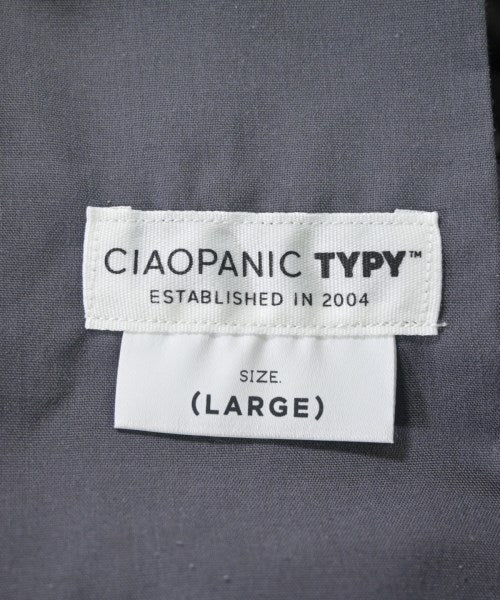 CIAOPANIC TYPY™
ESTABLISHED IN 2004
SIZE.
(LARGE)